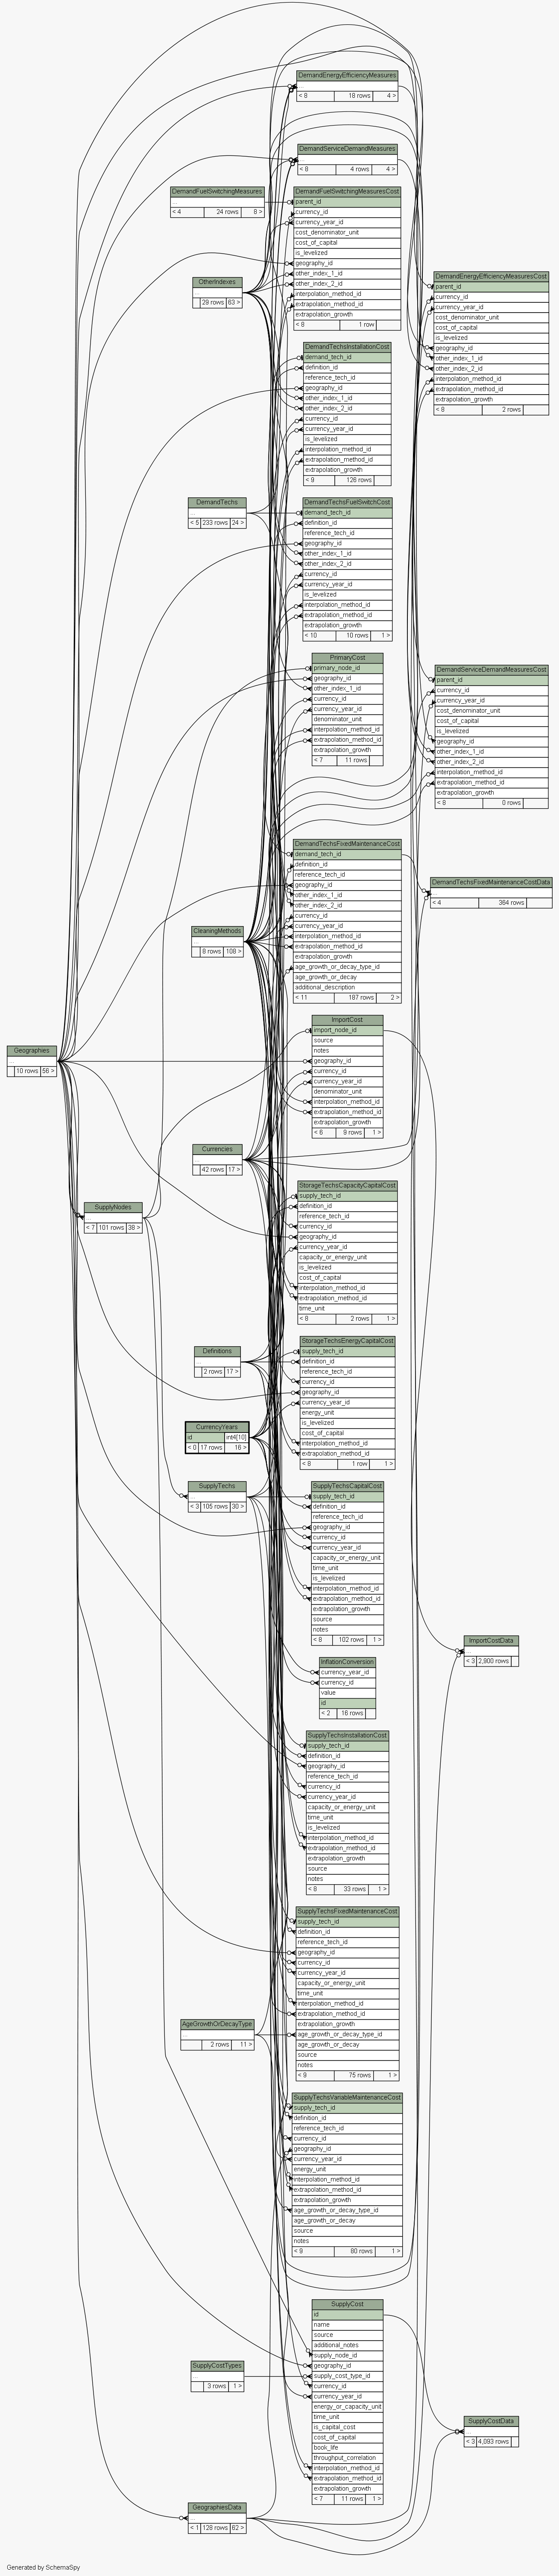 DemandEnergyEfficiencyMeasures
...
< 8 18 rows 4 >
DemandServiceDemandMeasures
...
< 8 4 rows 4 >
DemandFuelSwitchingMeasures
...
< 4 24 rows 8 >
DemandFuelSwitchingMeasuresCost
parent_id
currency_id
currency_year_id
cost_denominator_unit
cost_of_capital
is_levelized
geography_id
other_index_1_id
other_index_2_id
interpolation_method_id
extrapolation_method_id
extrapolation_growth
< 8 1 row
OtherIndexes
...
29 rows 63 >
DemandEnergyEfficiencyMeasuresCost
parent_id
currency_id
currency_year_id
cost_denominator_unit
cost_of_capital
is_levelized
geography_id
other_index_1_id
other_index_2_id
interpolation_method_id
extrapolation_method_id
extrapolation_growth
< 8 2 rows
DemandTechsInstallationCost
demand_tech_id
definition_id
reference_tech_id
geography_id
other_index_1_id
other_index_2_id
currency_id
currency_year_id
is_levelized
interpolation_method_id
extrapolation_method_id
extrapolation_growth
< 9 126 rows
DemandTechs
...
< 5 233 rows 24 >
DemandTechsFuelSwitchCost
demand_tech_id
definition_id
reference_tech_id
geography_id
other_index_1_id
other_index_2_id
currency_id
currency_year_id
is_levelized
interpolation_method_id
extrapolation_method_id
extrapolation_growth
< 10 10 rows 1 >
PrimaryCost
primary_node_id
geography_id
other_index_1_id
currency_id
currency_year_id
denominator_unit
interpolation_method_id
extrapolation_method_id
extrapolation_growth
< 7 11 rows
DemandServiceDemandMeasuresCost
parent_id
currency_id
currency_year_id
cost_denominator_unit
cost_of_capital
is_levelized
geography_id
other_index_1_id
other_index_2_id
interpolation_method_id
extrapolation_method_id
extrapolation_growth
< 8 0 rows
DemandTechsFixedMaintenanceCost
demand_tech_id
definition_id
reference_tech_id
geography_id
other_index_1_id
other_index_2_id
currency_id
currency_year_id
interpolation_method_id
extrapolation_method_id
extrapolation_growth
age_growth_or_decay_type_id
age_growth_or_decay
additional_description
< 11 187 rows 2 >
DemandTechsFixedMaintenanceCostData
...
< 4 364 rows
CleaningMethods
...
8 rows 108 >
ImportCost
import_node_id
source
notes
geography_id
currency_id
currency_year_id
denominator_unit
interpolation_method_id
extrapolation_method_id
extrapolation_growth
< 6 9 rows 1 >
Geographies
...
10 rows 56 >
Currencies
...
42 rows 17 >
StorageTechsCapacityCapitalCost
supply_tech_id
definition_id
reference_tech_id
currency_id
geography_id
currency_year_id
capacity_or_energy_unit
is_levelized
cost_of_capital
interpolation_method_id
extrapolation_method_id
time_unit
< 8 2 rows 1 >
SupplyNodes
...
< 7 101 rows 38 >
Definitions
...
2 rows 17 >
StorageTechsEnergyCapitalCost
supply_tech_id
definition_id
reference_tech_id
currency_id
geography_id
currency_year_id
energy_unit
is_levelized
cost_of_capital
interpolation_method_id
extrapolation_method_id
< 8 1 row 1 >
CurrencyYears
id int4[10]
< 0 17 rows 16 >
SupplyTechs
...
< 3 105 rows 30 >
SupplyTechsCapitalCost
supply_tech_id
definition_id
reference_tech_id
geography_id
currency_id
currency_year_id
capacity_or_energy_unit
time_unit
is_levelized
interpolation_method_id
extrapolation_method_id
extrapolation_growth
source
notes
< 8 102 rows 1 >
ImportCostData
...
< 3 2,900 rows
InflationConversion
currency_year_id
currency_id
value
id
< 2 16 rows
SupplyTechsInstallationCost
supply_tech_id
definition_id
geography_id
reference_tech_id
currency_id
currency_year_id
capacity_or_energy_unit
time_unit
is_levelized
interpolation_method_id
extrapolation_method_id
extrapolation_growth
source
notes
< 8 33 rows 1 >
SupplyTechsFixedMaintenanceCost
supply_tech_id
definition_id
reference_tech_id
geography_id
currency_id
currency_year_id
capacity_or_energy_unit
time_unit
interpolation_method_id
extrapolation_method_id
extrapolation_growth
age_growth_or_decay_type_id
age_growth_or_decay
source
notes
< 9 75 rows 1 >
AgeGrowthOrDecayType
...
2 rows 11 >
SupplyTechsVariableMaintenanceCost
supply_tech_id
definition_id
reference_tech_id
currency_id
geography_id
currency_year_id
energy_unit
interpolation_method_id
extrapolation_method_id
extrapolation_growth
age_growth_or_decay_type_id
age_growth_or_decay
source
notes
< 9 80 rows 1 >
SupplyCost
id
name
source
additional_notes
supply_node_id
geography_id
supply_cost_type_id
currency_id
currency_year_id
energy_or_capacity_unit
time_unit
is_capital_cost
cost_of_capital
book_life
throughput_correlation
interpolation_method_id
extrapolation_method_id
extrapolation_growth
< 7 11 rows 1 >
SupplyCostTypes
...
3 rows 1 >
SupplyCostData
...
< 3 4,093 rows
GeographiesData
...
< 1 128 rows 62 >
Generated by SchemaSpy